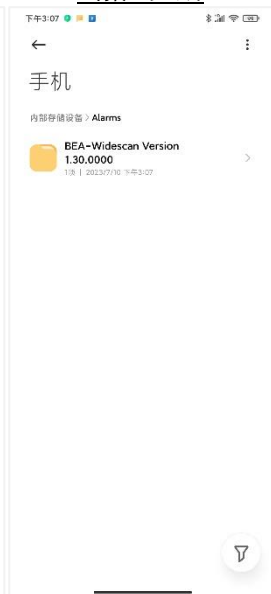 下午3:07
手机
内部存储设备 > Alarms
BEA-Widescan Version
1.30.0000
1项 | 2023/7/10 下午3:07